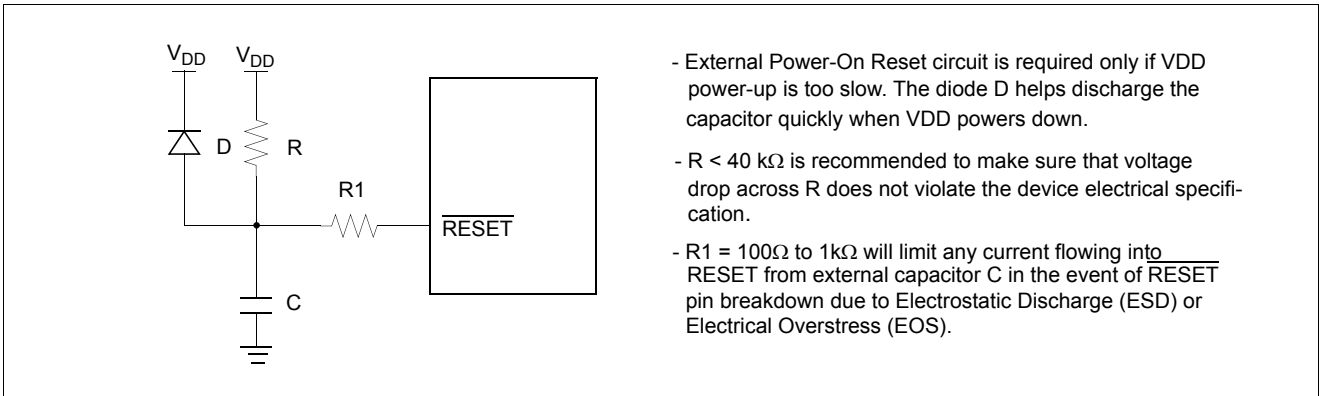 VDD VDD
D R
R1
RESET
C
- External Power-On Reset circuit is required only if VDD
power-up is too slow. The diode D helps discharge the
capacitor quickly when VDD powers down.
- R < 40 kΩ is recommended to make sure that voltage
drop across R does not violate the device electrical specifi-
cation.
- R1 = 100Ω to 1kΩ will limit any current flowing into
RESET from external capacitor C in the event of RESET
pin breakdown due to Electrostatic Discharge (ESD) or
Electrical Overstress (EOS).